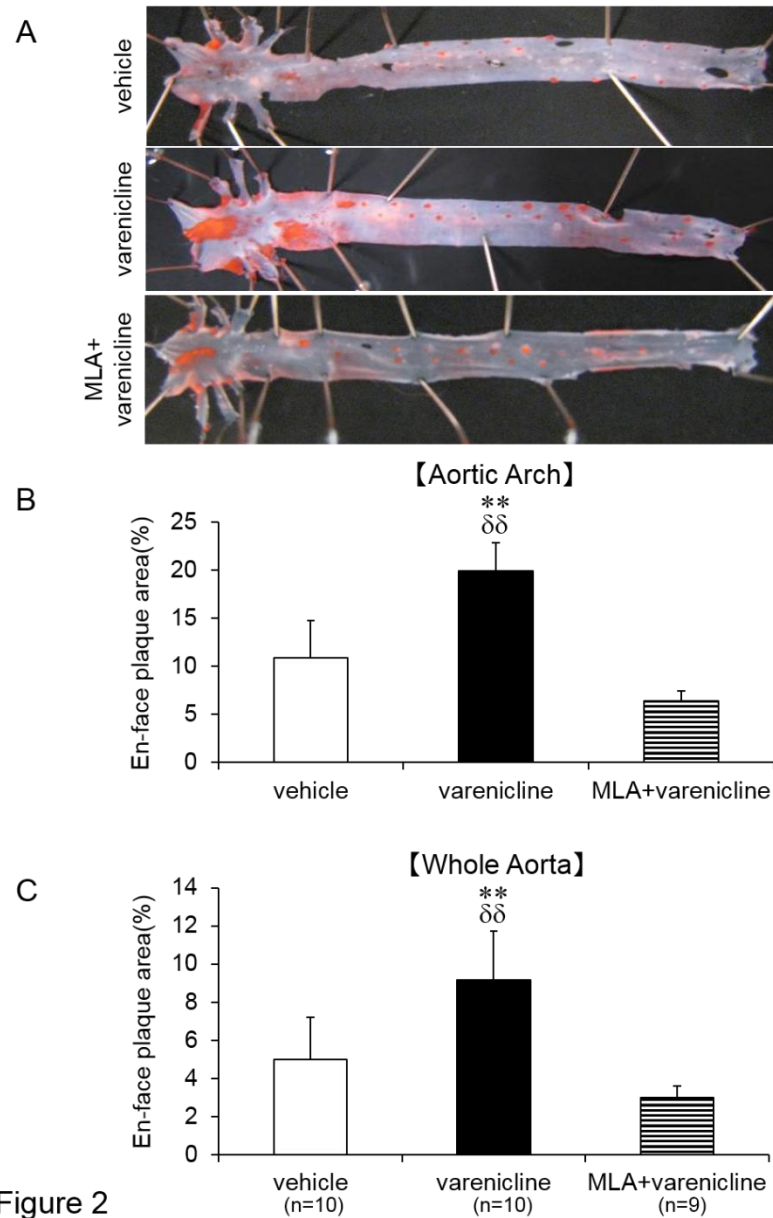 A
vehicle
varenicline
MLA+
varenicline
B
【Aortic Arch】
**
δδ
En-face plaque area(%)
25
20
15
10
5
0
vehicle varenicline MLA+varenicline
C
【Whole Aorta】
**
δδ
En-face plaque area(%)
14
12
10
8
6
4
2
0
vehicle varenicline MLA+varenicline
(n=10) (n=10) (n=9)
Figure 2